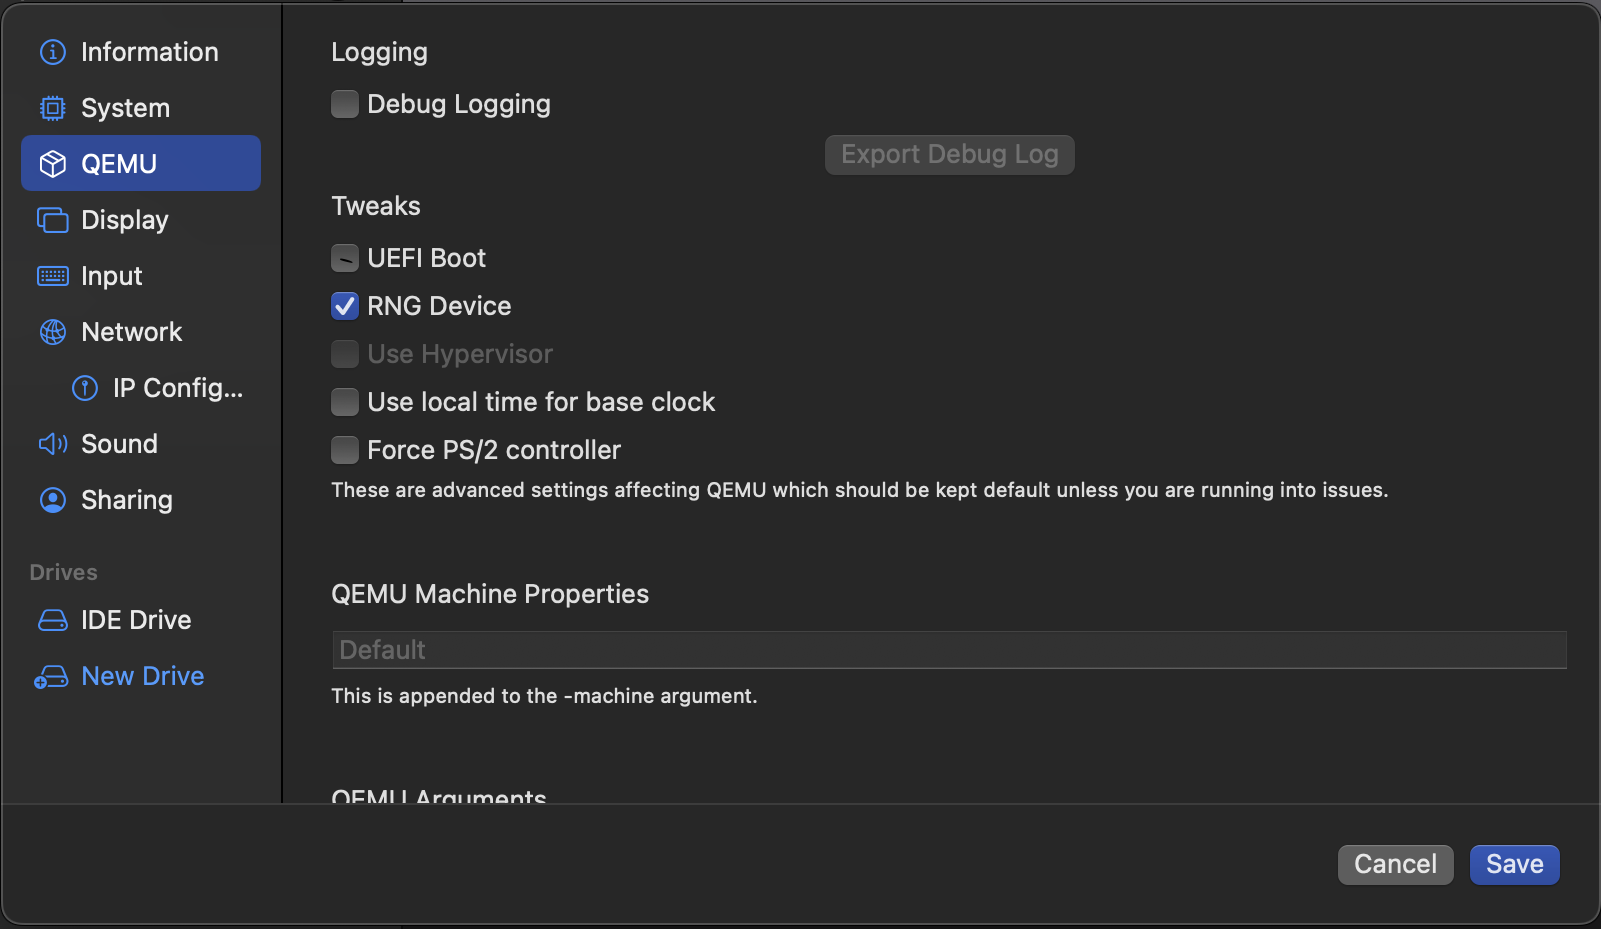 Information
System
QEMU
Display
Input
Network
IP Config...
Sound
Sharing
Drives
IDE Drive
New Drive
Logging
Debug Logging
Export Debug Log
Tweaks
UEFI Boot
RNG Device
Use Hypervisor
Use local time for base clock
Force PS/2 controller
These are advanced settings affecting QEMU which should be kept default unless you are running into issues.
QEMU Machine Properties
Default
This is appended to the -machine argument.
QEMU Arguments
Cancel
Save